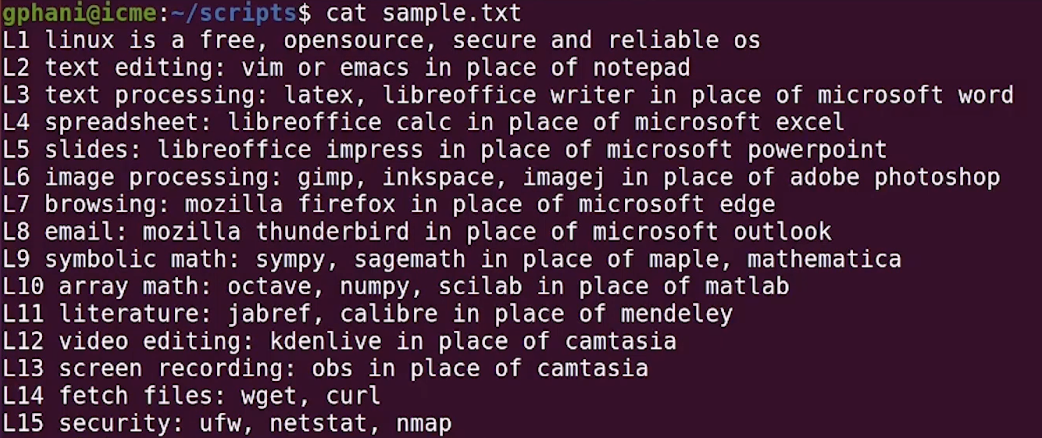 gphani@icme:~/scripts$ cat sample.txt
L1 linux is a free, opensource, secure and reliable os
L2 text editing: vim or emacs in place of notepad
L3 text processing: latex, libreoffice writer in place of microsoft word
L4 spreadsheet: libreoffice calc in place of microsoft excel
L5 slides: libreoffice impress in place of microsoft powerpoint
L6 image processing: gimp, inkspace, imagej in place of adobe photoshop
L7 browsing: mozilla firefox in place of microsoft edge
L8 email: mozilla thunderbird in place of microsoft outlook
L9 symbolic math: sympy, sagemath in place of maple, mathematica
L10 array math: octave, numpy, scilab in place of matlab
L11 literature: jabref, calibre in place of mendeley
L12 video editing: kdenlive in place of camtasia
L13 screen recording: obs in place of camtasia
L14 fetch files: wget, curl
L15 security: ufw, netstat, nmap